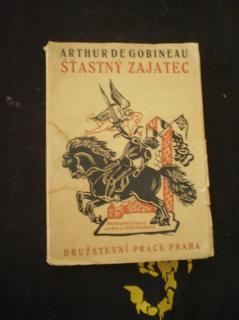 ARTHUR DE GOBINEAU
ŠŤASTNÝ ZAJATEC
DRUŽSTEVNÍ PRÁCE PRAHA